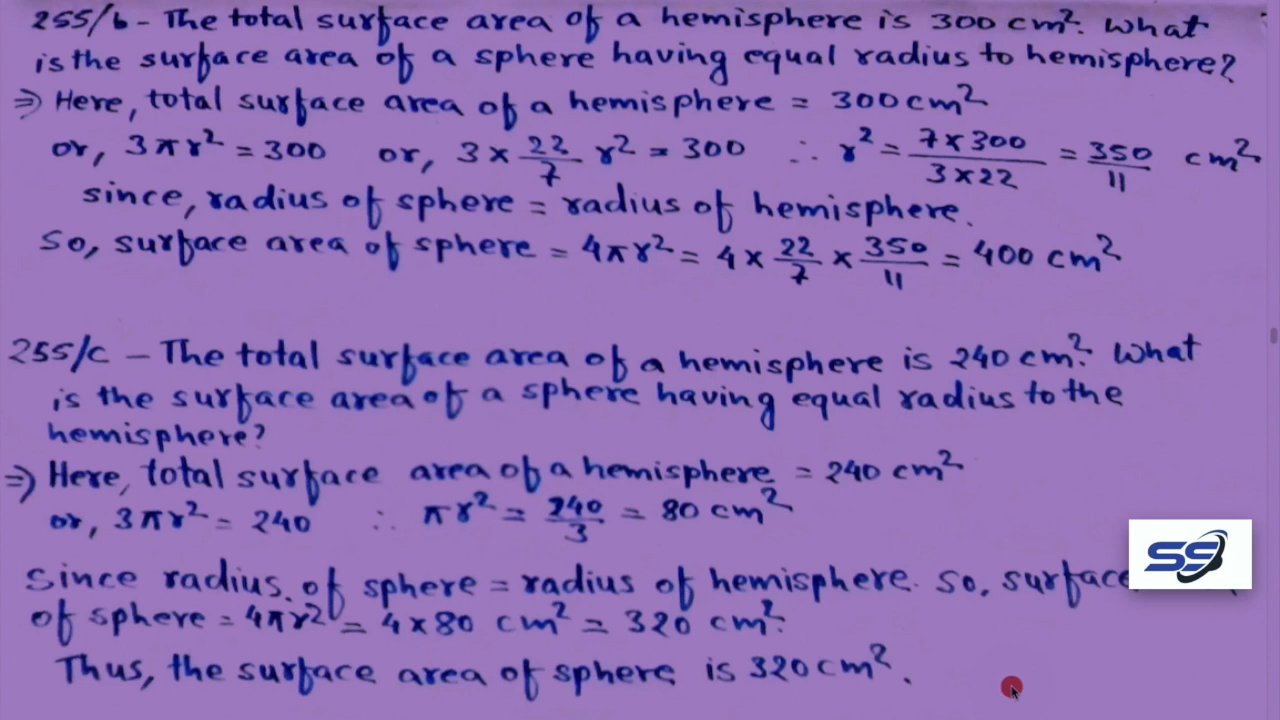 255/b - The total surface area of a hemisphere is 300 cm². What
is the surface area of a sphere having equal radius to hemisphere?
⇒ Here, total surface area of a hemisphere = 300 cm²
or, 3πr² = 300 or, 3 × 22/7 r² = 300 ∴ r² = 7×300/3×22 = 350/11 cm²
since, radius of sphere = radius of hemisphere.
So, surface area of sphere = 4πr² = 4 × 22/7 × 350/11 = 400 cm²
255/c - The total surface area of a hemisphere is 240 cm². What
is the surface area of a sphere having equal radius to the
hemisphere?
⇒ Here, total surface area of a hemisphere = 240 cm²
or, 3πr² = 240 ∴ πr² = 240/3 = 80 cm²
SS
Since radius of sphere = radius of hemisphere. So, surface
of sphere = 4πr² = 4×80 cm² = 320 cm².
Thus, the surface area of sphere is 320 cm².